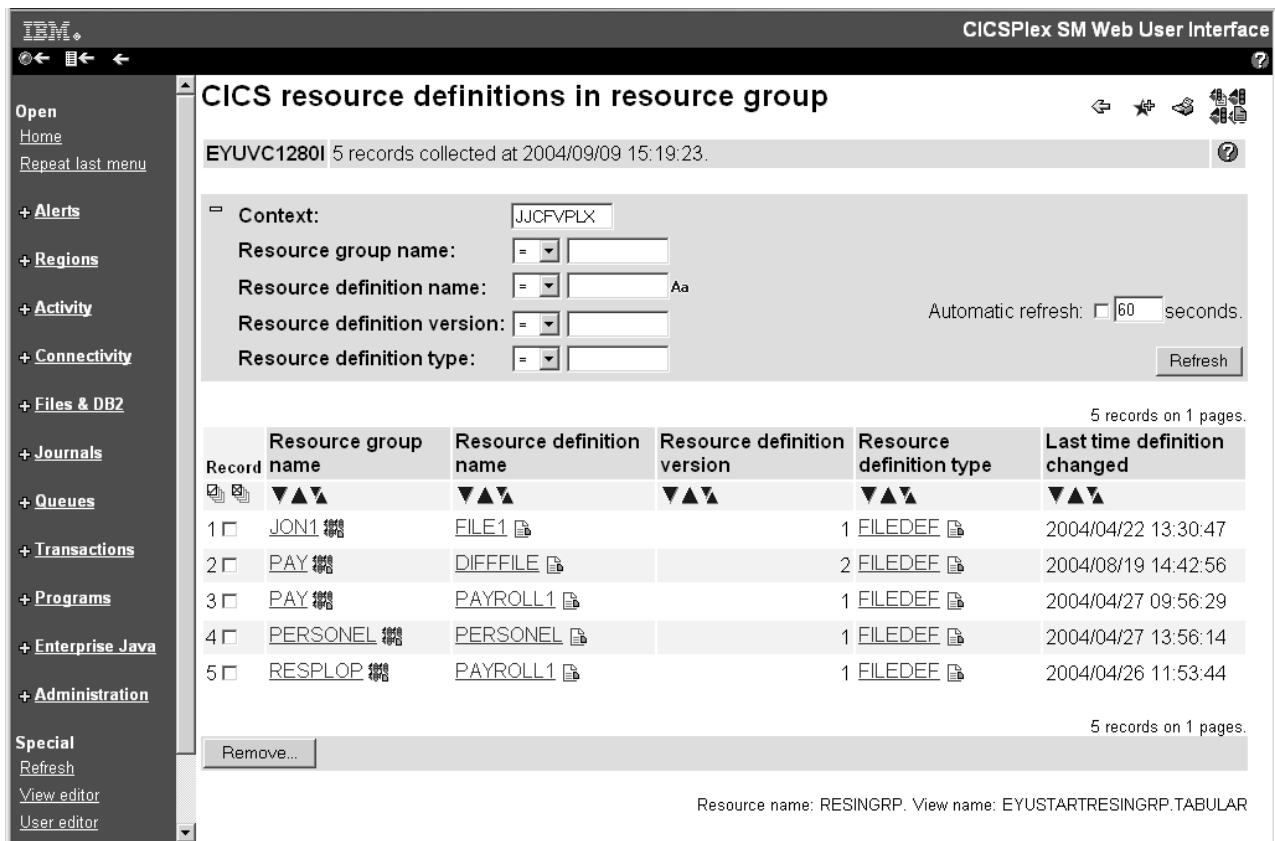 IBM.
CICSPlex SM Web User Interface
Open
Home
Repeat last menu
+ Alerts
+ Regions
+ Activity
+ Connectivity
+ Files & DB2
+ Journals
+ Queues
+ Transactions
+ Programs
+ Enterprise Java
+ Administration
Special
Refresh
View editor
User editor
CICS resource definitions in resource group
EYUVC1280I 5 records collected at 2004/09/09 15:19:23.
Context: JJCFVPLX
Resource group name: =
Resource definition name: = Aa
Resource definition version: =
Resource definition type: =
Automatic refresh: 60 seconds.
Refresh
5 records on 1 pages.
Record Resource group name Resource definition name Resource definition version Resource definition type Last time definition changed
1 JON1 FILE1 1 FILEDEF 2004/04/22 13:30:47
2 PAY DIFFFILE 2 FILEDEF 2004/08/19 14:42:56
3 PAY PAYROLL1 1 FILEDEF 2004/04/27 09:56:29
4 PERSONEL PERSONEL 1 FILEDEF 2004/04/27 13:56:14
5 RESPLOP PAYROLL1 1 FILEDEF 2004/04/26 11:53:44
5 records on 1 pages.
Remove...
Resource name: RESINGRP. View name: EYUSTARTRESINGRP.TABULAR